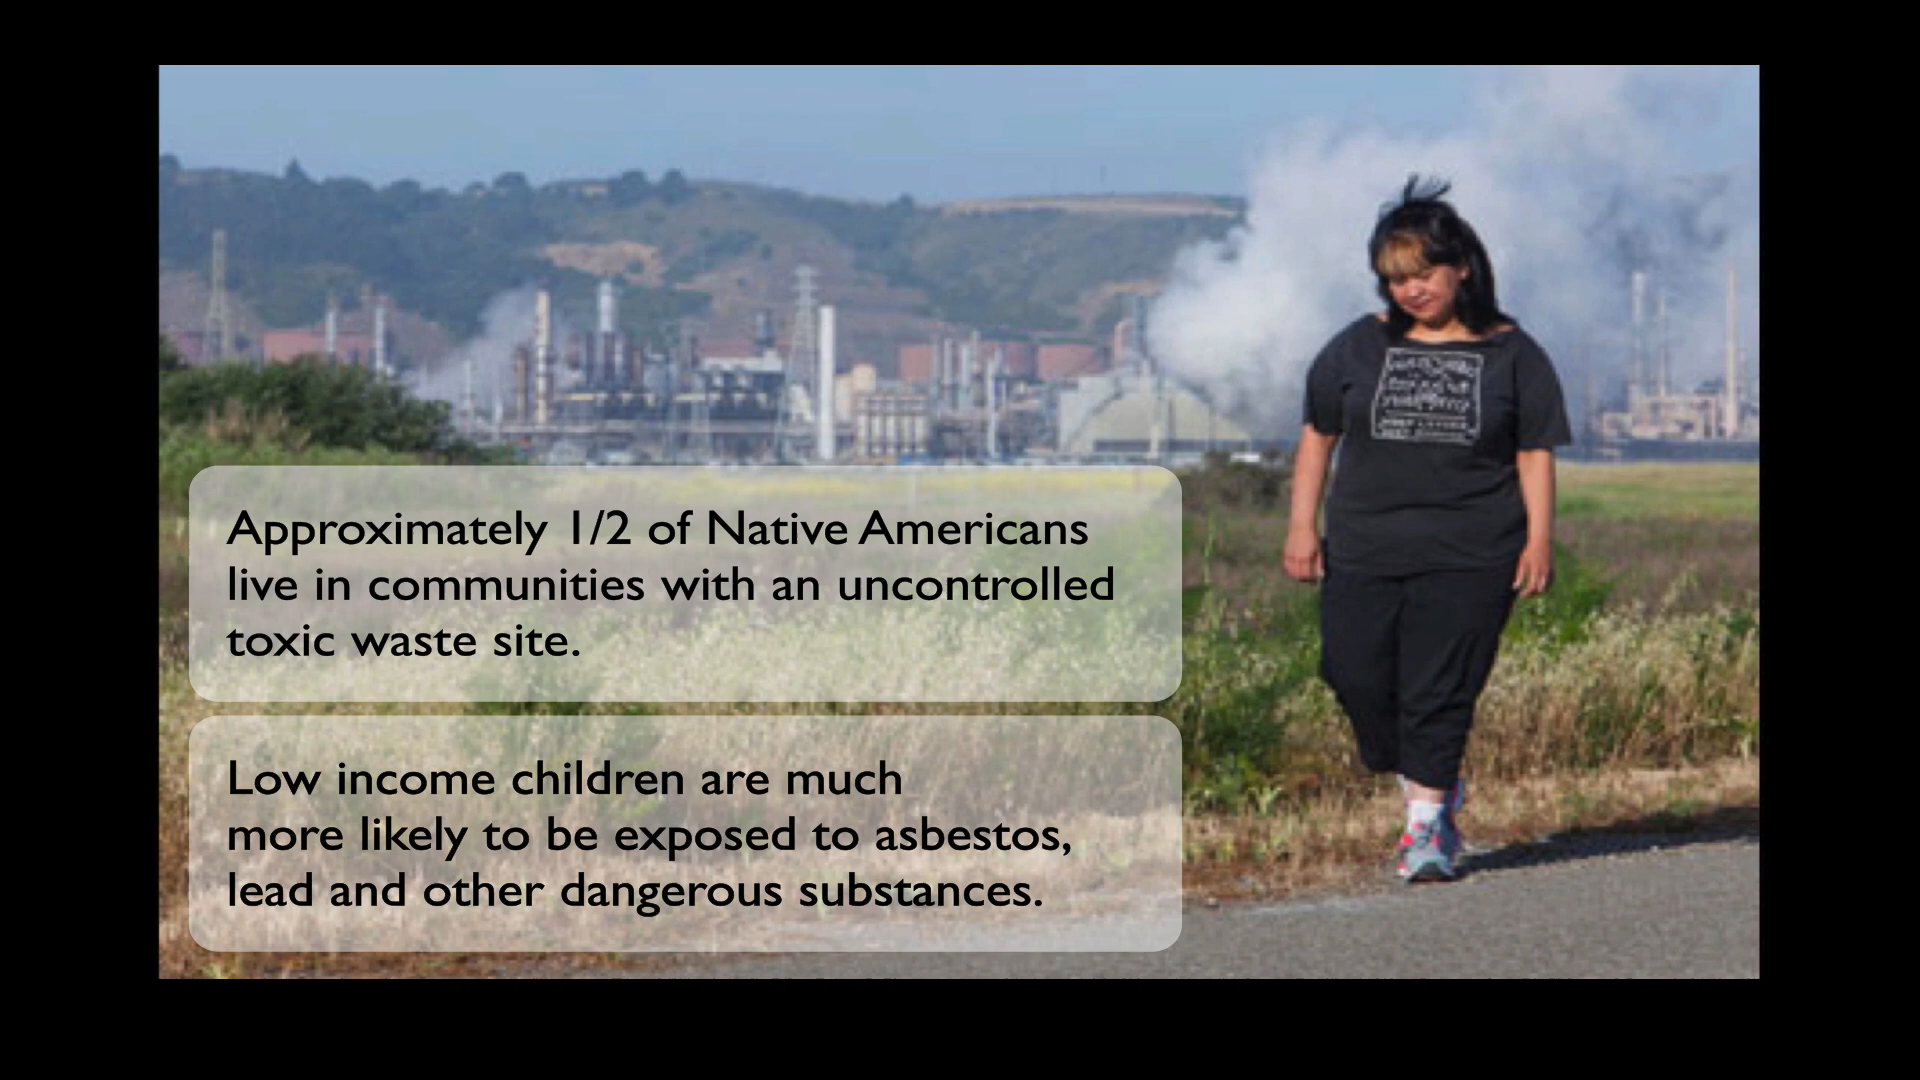 Approximately 1/2 of Native Americans
live in communities with an uncontrolled
toxic waste site.
Low income children are much
more likely to be exposed to asbestos,
lead and other dangerous substances.